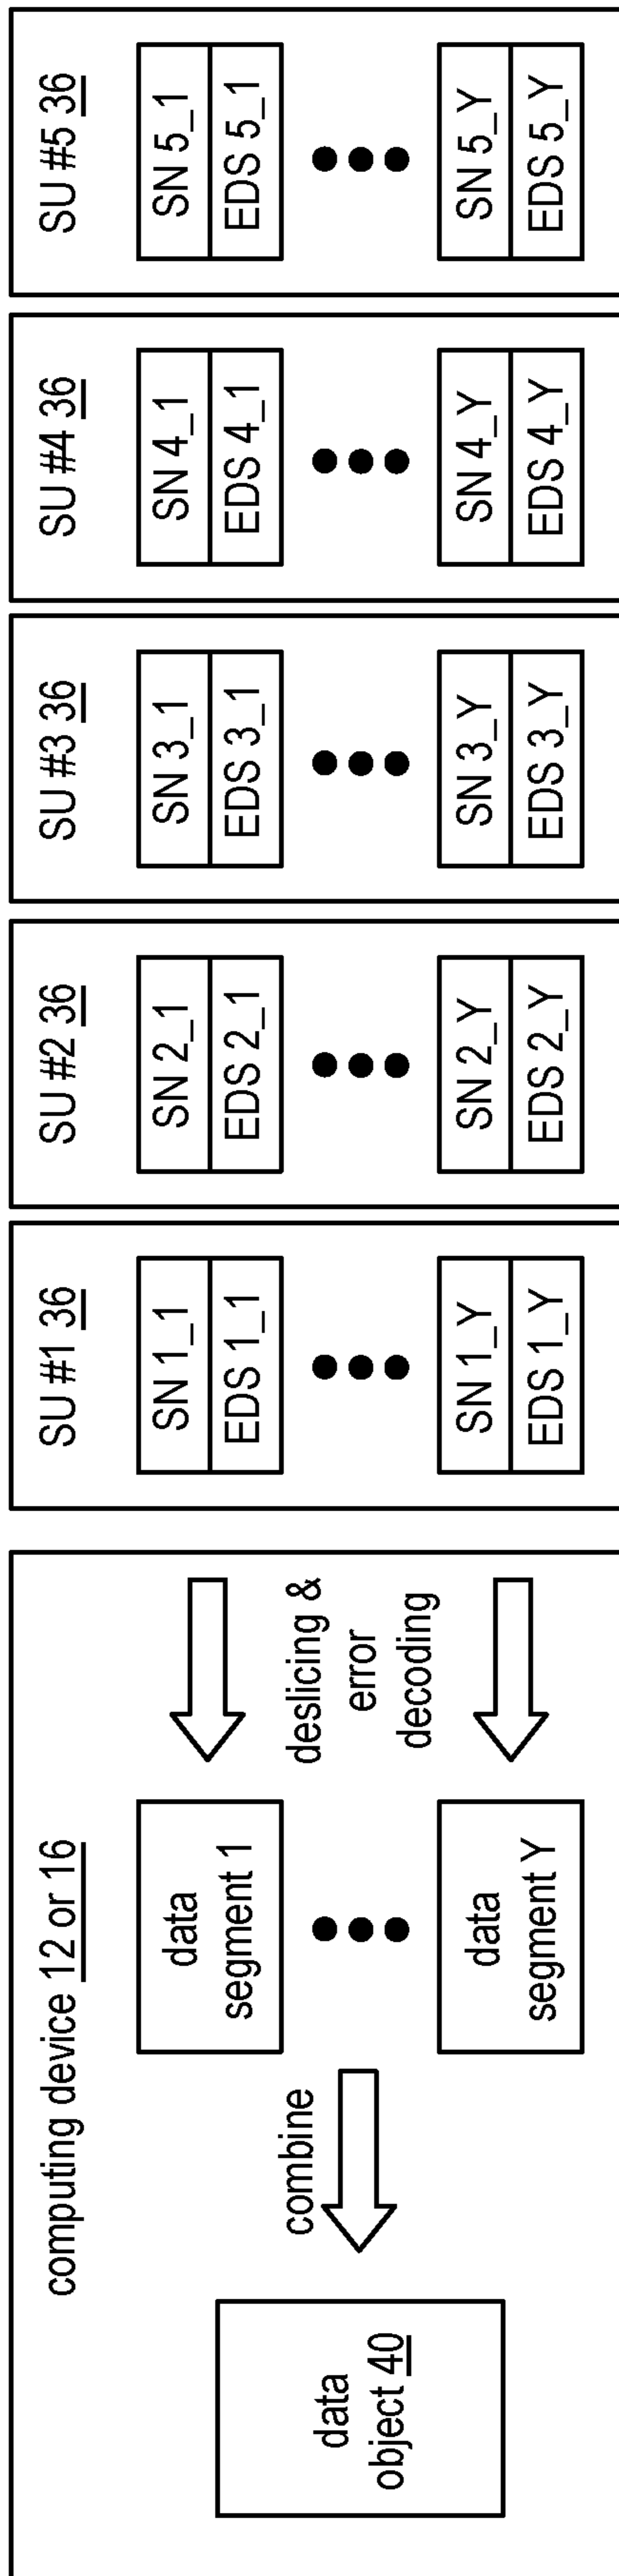 computing device 12 or 16
data
object 40
combine
data
segment 1
data
segment Y
deslicing &
error
decoding
SU #1 36
SN 1_1
EDS 1_1
SN 1_Y
EDS 1_Y
SU #2 36
SN 2_1
EDS 2_1
SN 2_Y
EDS 2_Y
SU #3 36
SN 3_1
EDS 3_1
SN 3_Y
EDS 3_Y
SU #4 36
SN 4_1
EDS 4_1
SN 4_Y
EDS 4_Y
SU #5 36
SN 5_1
EDS 5_1
SN 5_Y
EDS 5_Y